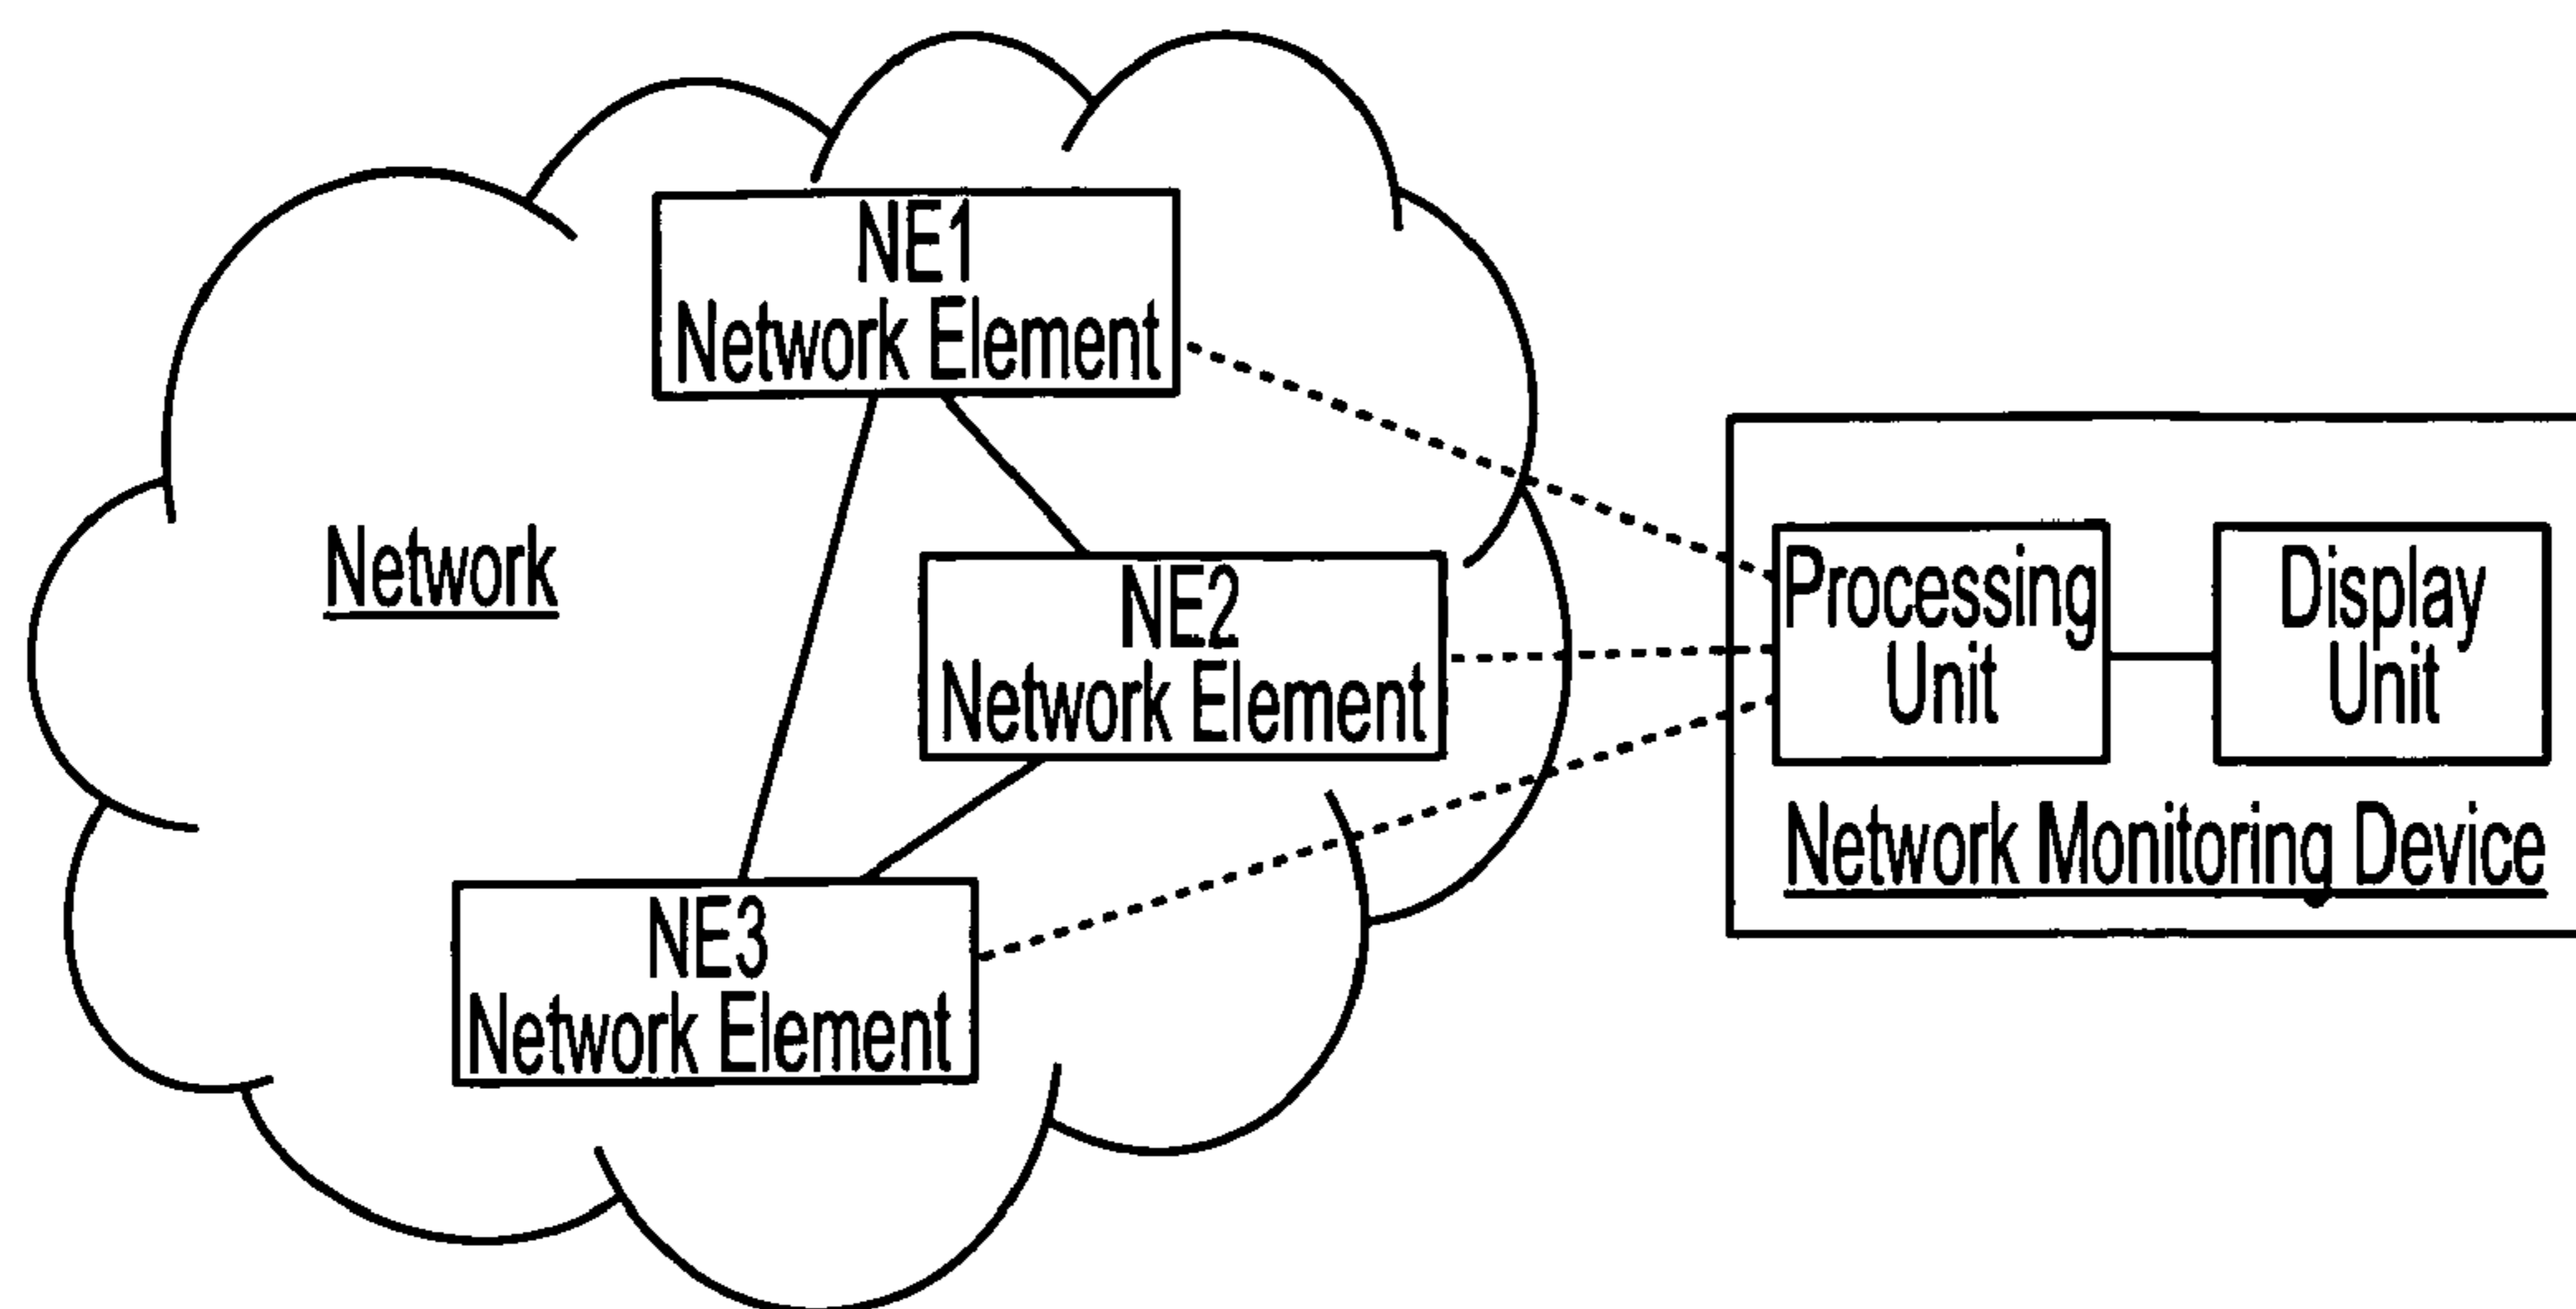 NE1
Network Element
Network
NE2
Network Element
NE3
Network Element
Processing
Unit
Display
Unit
Network Monitoring Device